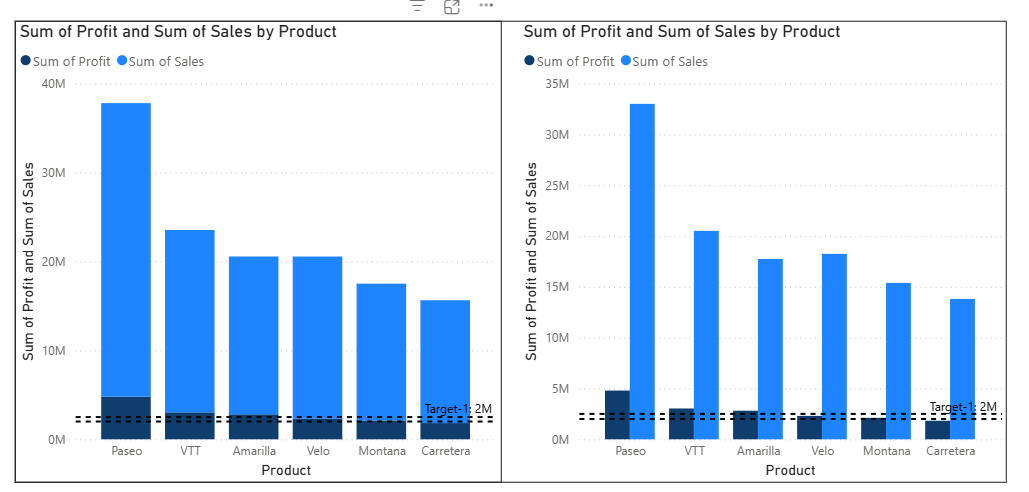 Sum of Profit and Sum of Sales by Product
Sum of Profit Sum of Sales
40M
30M
20M
10M
0M
Sum of Profit and Sum of Sales
Target-1: 2M
Paseo VTT Amarilla Velo Montana Carretera
Product
Sum of Profit and Sum of Sales by Product
Sum of Profit Sum of Sales
35M
30M
25M
20M
15M
10M
5M
0M
Sum of Profit and Sum of Sales
Target-1: 2M
Paseo VTT Amarilla Velo Montana Carretera
Product